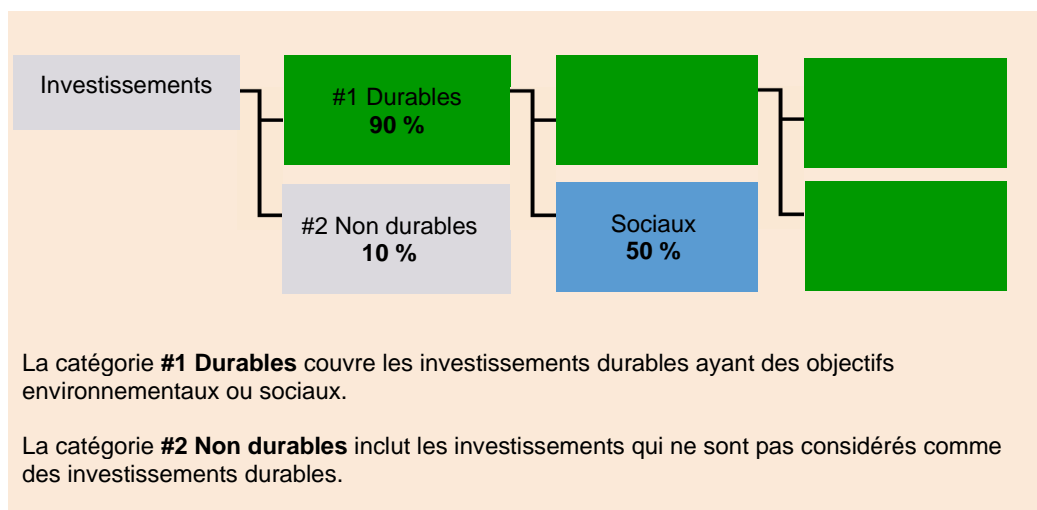 Investissements
#1 Durables
90 %
#2 Non durables
10 %
Sociaux
50 %
La catégorie #1 Durables couvre les investissements durables ayant des objectifs
environnementaux ou sociaux.
La catégorie #2 Non durables inclut les investissements qui ne sont pas considérés comme
des investissements durables.